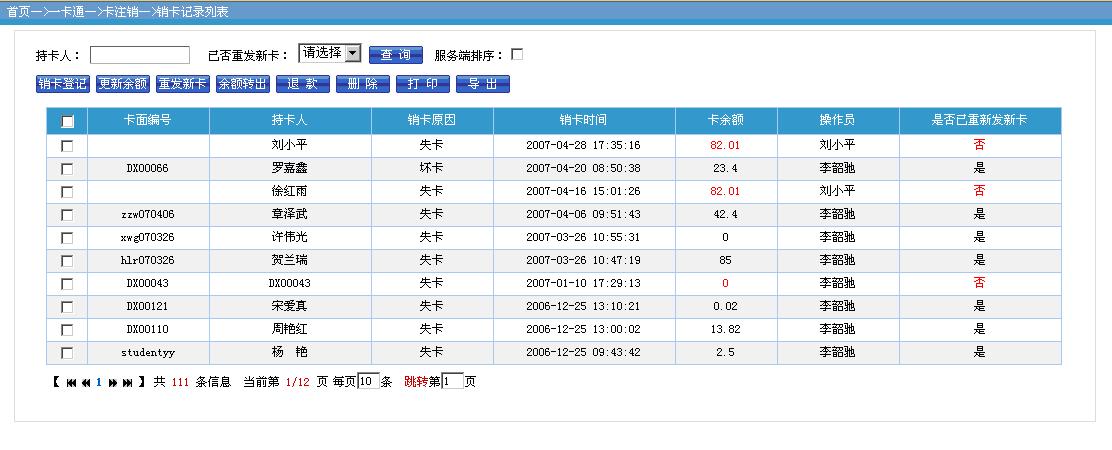 首页一>一卡通一>卡注销一>销卡记录列表
持卡人： 已否重发新卡： 请选择 查 询 服务端排序：
销卡登记 更新余额 重发新卡 余额转出 退 款 删 除 打 印 导 出
卡面编号 持卡人 销卡原因 销卡时间 卡余额 操作员 是否已重新发新卡
刘小平 失卡 2007-04-28 17:35:16 82.01 刘小平 否
DX00066 罗嘉鑫 坏卡 2007-04-20 08:50:38 23.4 李韶驰 是
徐红雨 失卡 2007-04-16 15:01:26 82.01 刘小平 否
zzw070406 章泽武 失卡 2007-04-06 09:51:43 42.4 李韶驰 是
xwg070326 许伟光 失卡 2007-03-26 10:55:31 0 李韶驰 是
hlr070326 贺兰瑞 失卡 2007-03-26 10:47:19 85 李韶驰 是
DX00043 DX00043 失卡 2007-01-10 17:29:13 0 李韶驰 否
DX00121 宋爱真 失卡 2006-12-25 13:10:21 0.02 李韶驰 是
DX00110 周艳红 失卡 2006-12-25 13:00:02 13.82 李韶驰 是
studentyy 杨 艳 失卡 2006-12-25 09:43:42 2.5 李韶驰 是
【 1 】 共 111 条信息 当前第 1/12 页 每页10条 跳转第1页